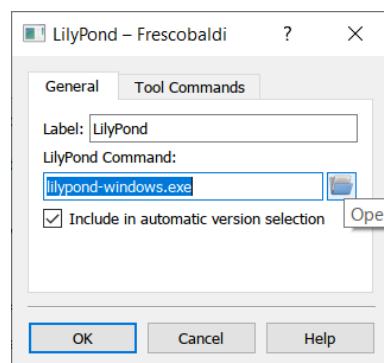 LilyPond – Frescobaldi ?
General Tool Commands
Label: LilyPond
LilyPond Command:
lilypond-windows.exe
Include in automatic version selection
Ope
OK Cancel Help